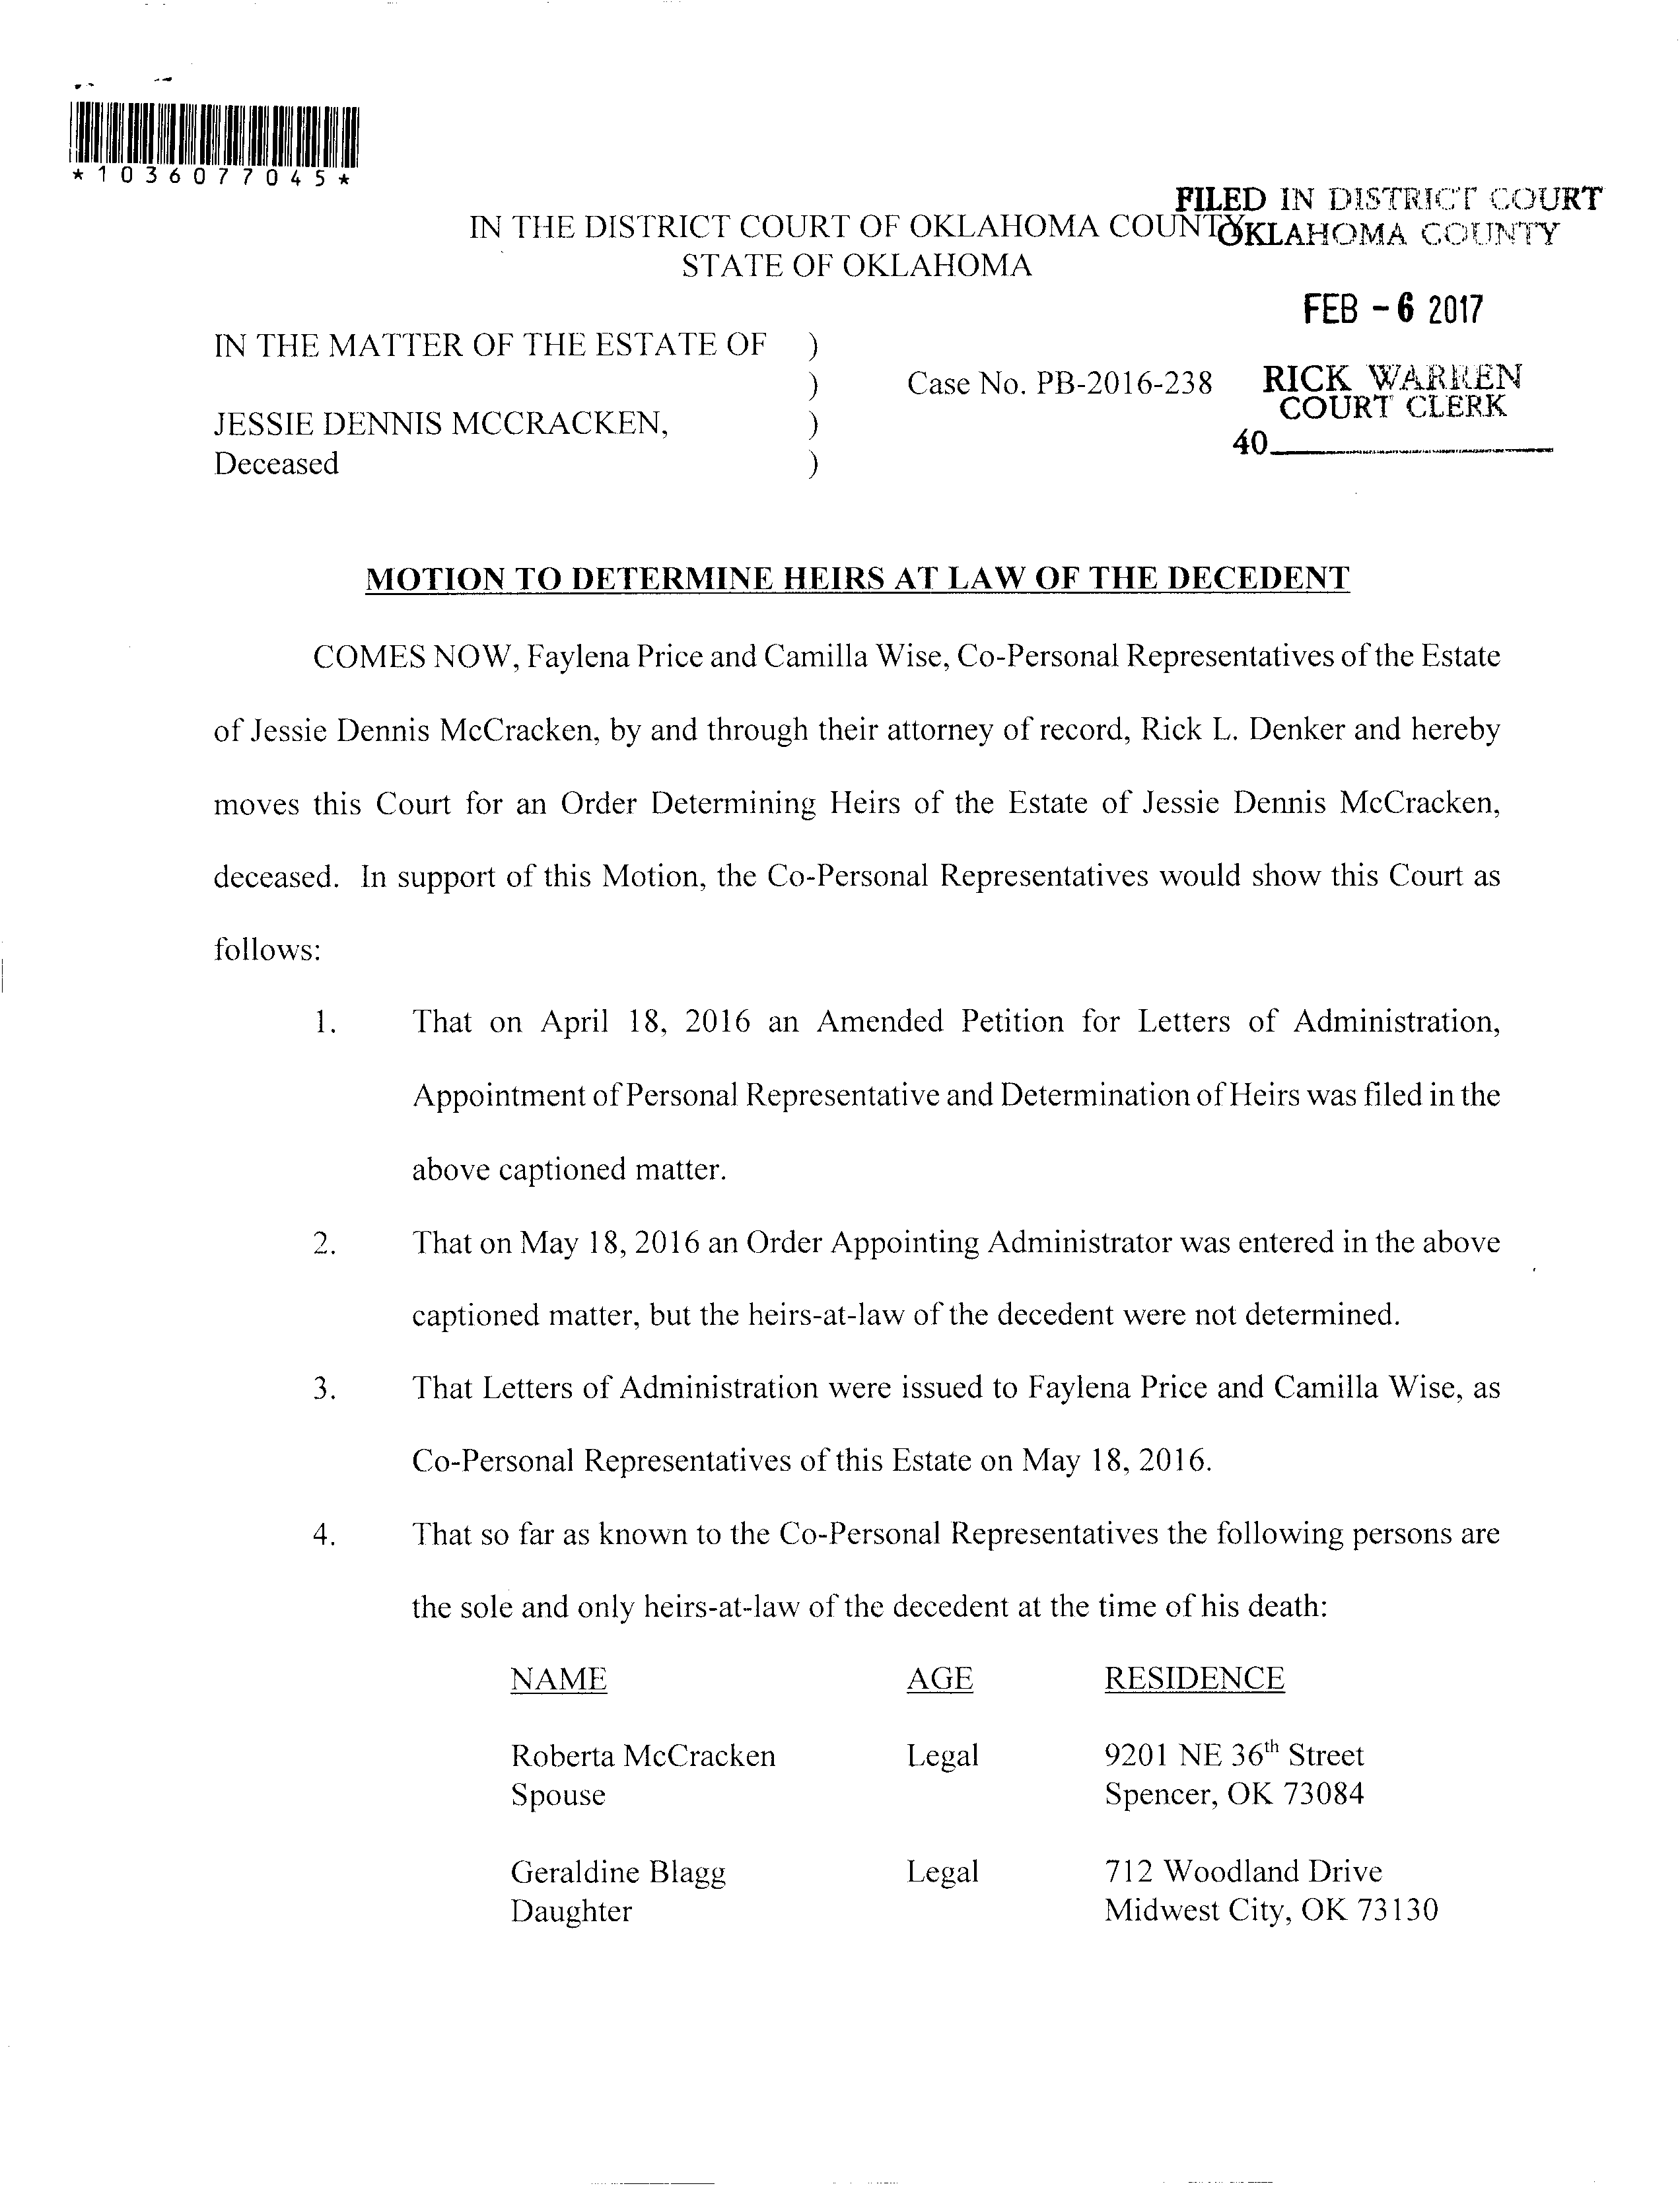 *1036077045*
FILED IN DISTRICT COURT
OKLAHOMA COUNTY
IN THE DISTRICT COURT OF OKLAHOMA COUNTY
STATE OF OKLAHOMA
FEB -6 2017
IN THE MATTER OF THE ESTATE OF )
) Case No. PB-2016-238
RICK WARREN
COURT CLERK
JESSIE DENNIS MCCRACKEN, )
40
Deceased )
MOTION TO DETERMINE HEIRS AT LAW OF THE DECEDENT
COMES NOW, Faylena Price and Camilla Wise, Co-Personal Representatives of the Estate
of Jessie Dennis McCracken, by and through their attorney of record, Rick L. Denker and hereby
moves this Court for an Order Determining Heirs of the Estate of Jessie Dennis McCracken,
deceased. In support of this Motion, the Co-Personal Representatives would show this Court as
follows:
1. That on April 18, 2016 an Amended Petition for Letters of Administration,
Appointment of Personal Representative and Determination of Heirs was filed in the
above captioned matter.
2. That on May 18, 2016 an Order Appointing Administrator was entered in the above
captioned matter, but the heirs-at-law of the decedent were not determined.
3. That Letters of Administration were issued to Faylena Price and Camilla Wise, as
Co-Personal Representatives of this Estate on May 18, 2016.
4. That so far as known to the Co-Personal Representatives the following persons are
the sole and only heirs-at-law of the decedent at the time of his death:
NAME AGE RESIDENCE
Roberta McCracken Legal 9201 NE 36th Street
Spouse Spencer, OK 73084
Geraldine Blagg Legal 712 Woodland Drive
Daughter Midwest City, OK 73130